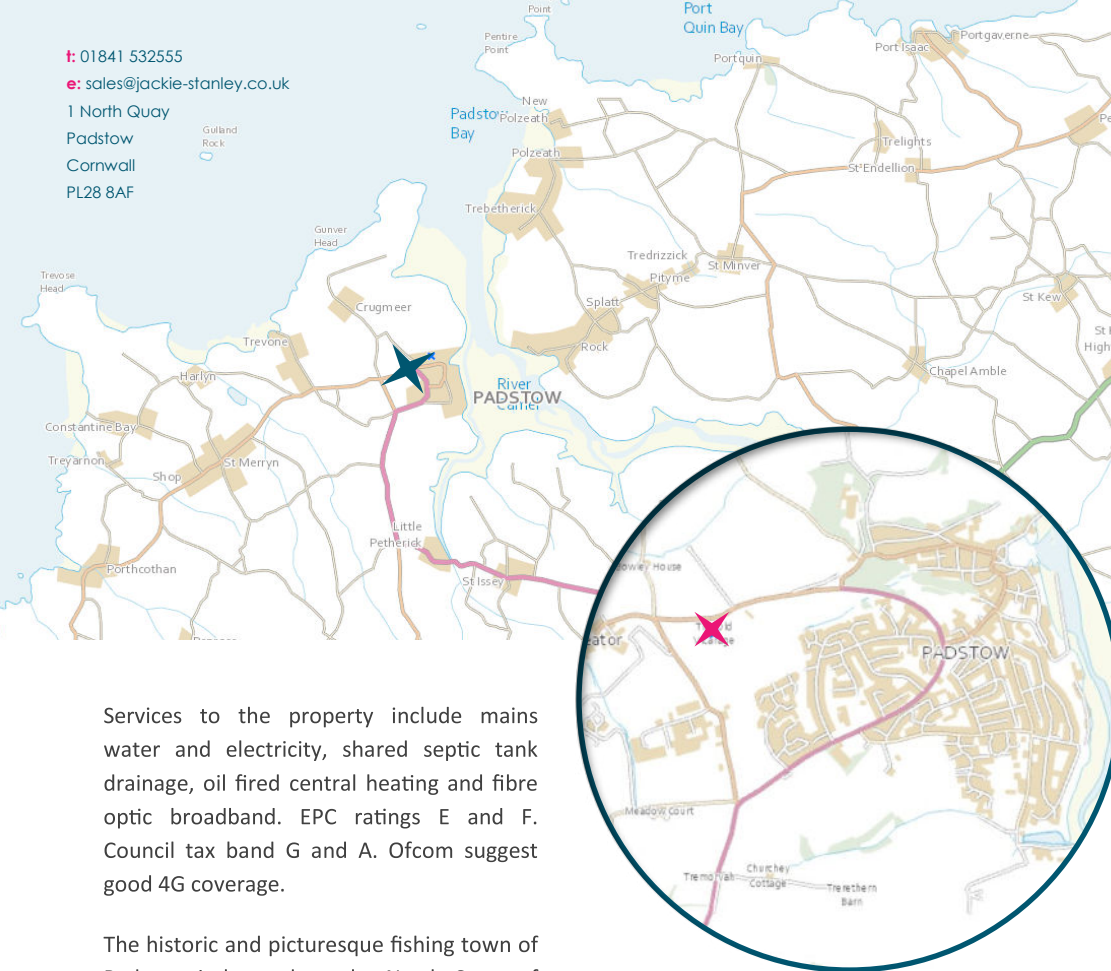 t: 01841 532555
e: sales@jackie-stanley.co.uk
1 North Quay
Padstow
Cornwall
PL28 8AF
Point
Pentire
Point
Port
Quin Bay
Portquin
Port Isaac
Portgaverne
Gulland
Rock
Padstow
Bay
New
Polzeath
Polzeath
Trelights
St Endellion
Trebetherick
Gunver
Head
Trevose
Head
Tredrizzick
St Minver
Pityme
St Kew
Crugmeer
Splatt
Trevone
Rock
Harlyn
Chapel Amble
River
Camel
PADSTOW
Constantine Bay
Treyarnon
Shop
St Merryn
Little
Petherick
Porthcothan
St Issey
PADSTOW
Meadow Court
Tremorvah
Churchey
Cottage
Trerethern
Barn
Services to the property include mains
water and electricity, shared septic tank
drainage, oil fired central heating and fibre
optic broadband. EPC ratings E and F.
Council tax band G and A. Ofcom suggest
good 4G coverage.
The historic and picturesque fishing town of